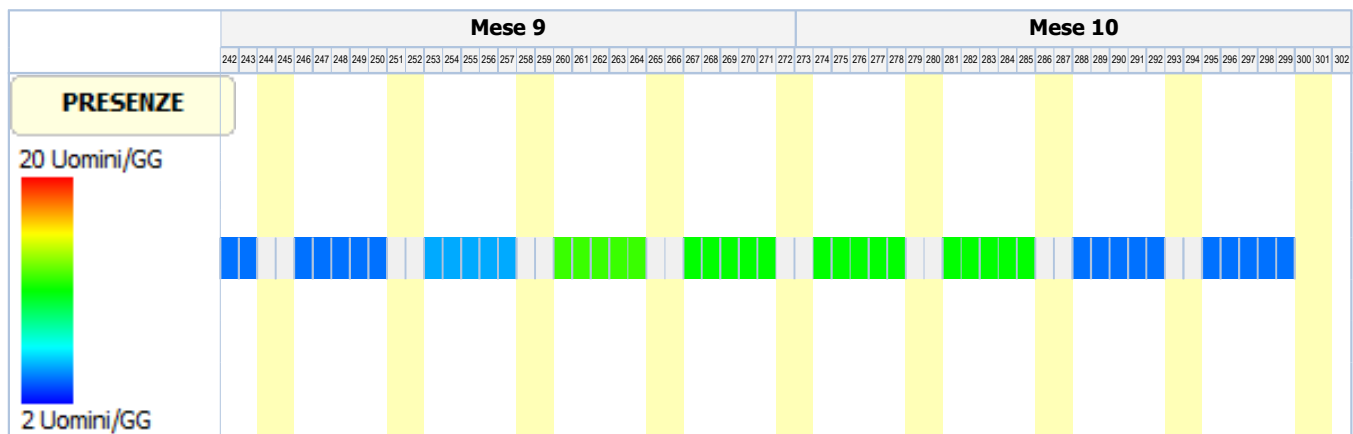 Mese 9 Mese 10
242 243 244 245 246 247 248 249 250 251 252 253 254 255 256 257 258 259 260 261 262 263 264 265 266 267 268 269 270 271 272 273 274 275 276 277 278 279 280 281 282 283 284 285 286 287 288 289 290 291 292 293 294 295 296 297 298 299 300 301 302
PRESENZE
20 Uomini/GG
2 Uomini/GG